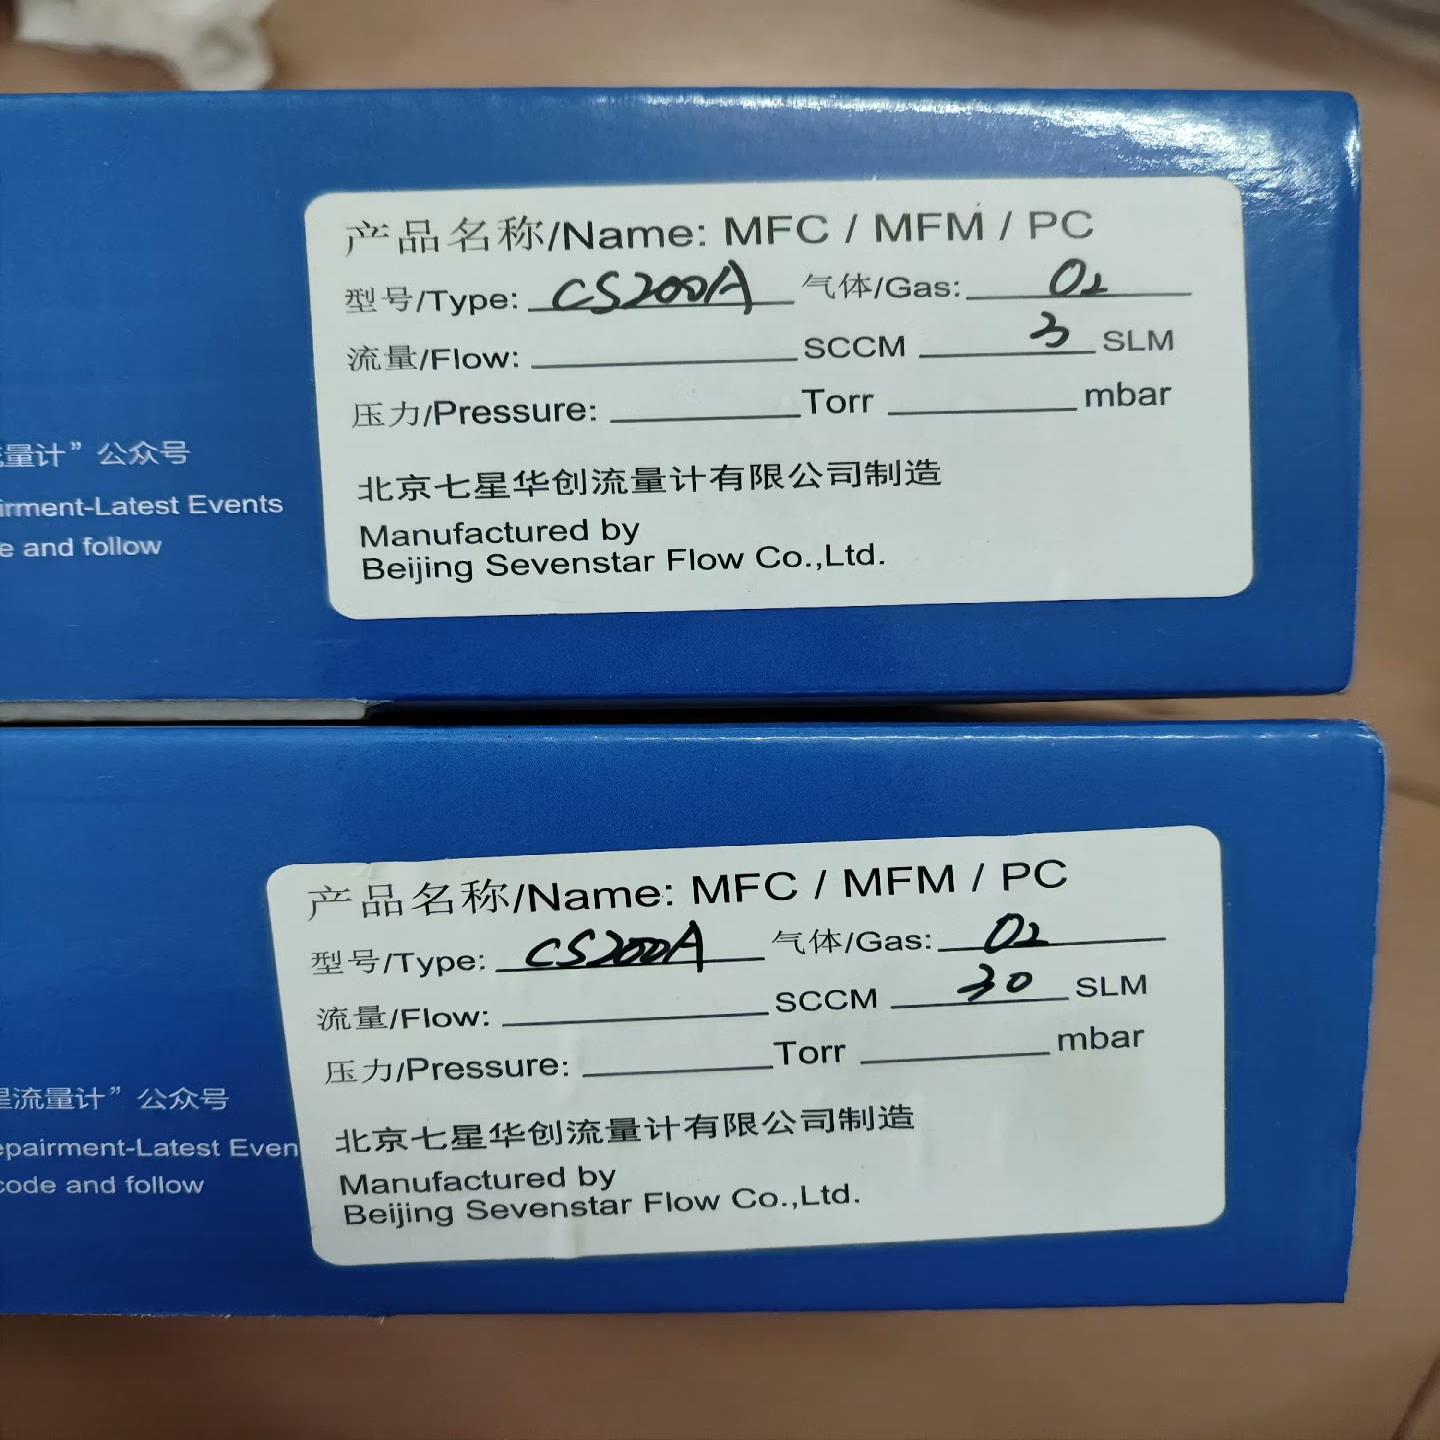 产品名称/Name: MFC / MFM / PC
型号/Type: CS200A 气体/Gas: O2
流量/Flow: SCCM 3 SLM
压力/Pressure: Torr mbar
量计”公众号
irment-Latest Events
e and follow
北京七星华创流量计有限公司制造
Manufactured by
Beijing Sevenstar Flow Co.,Ltd.
产品名称/Name: MFC / MFM / PC
型号/Type: CS200A 气体/Gas: O2
流量/Flow: SCCM 30 SLM
压力/Pressure: Torr mbar
星流量计”公众号
epairment-Latest Even
code and follow
北京七星华创流量计有限公司制造
Manufactured by
Beijing Sevenstar Flow Co.,Ltd.